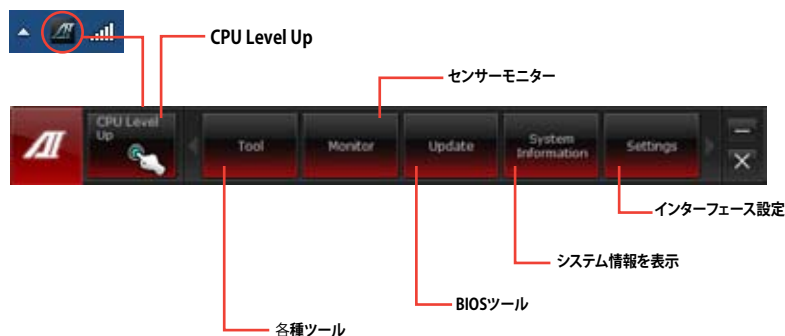 CPU Level Up
センサーモニター
CPU Level
Up
Tool
Monitor
Update
System
Information
Settings
インターフェース設定
システム情報を表示
BIOSツール
各種ツール